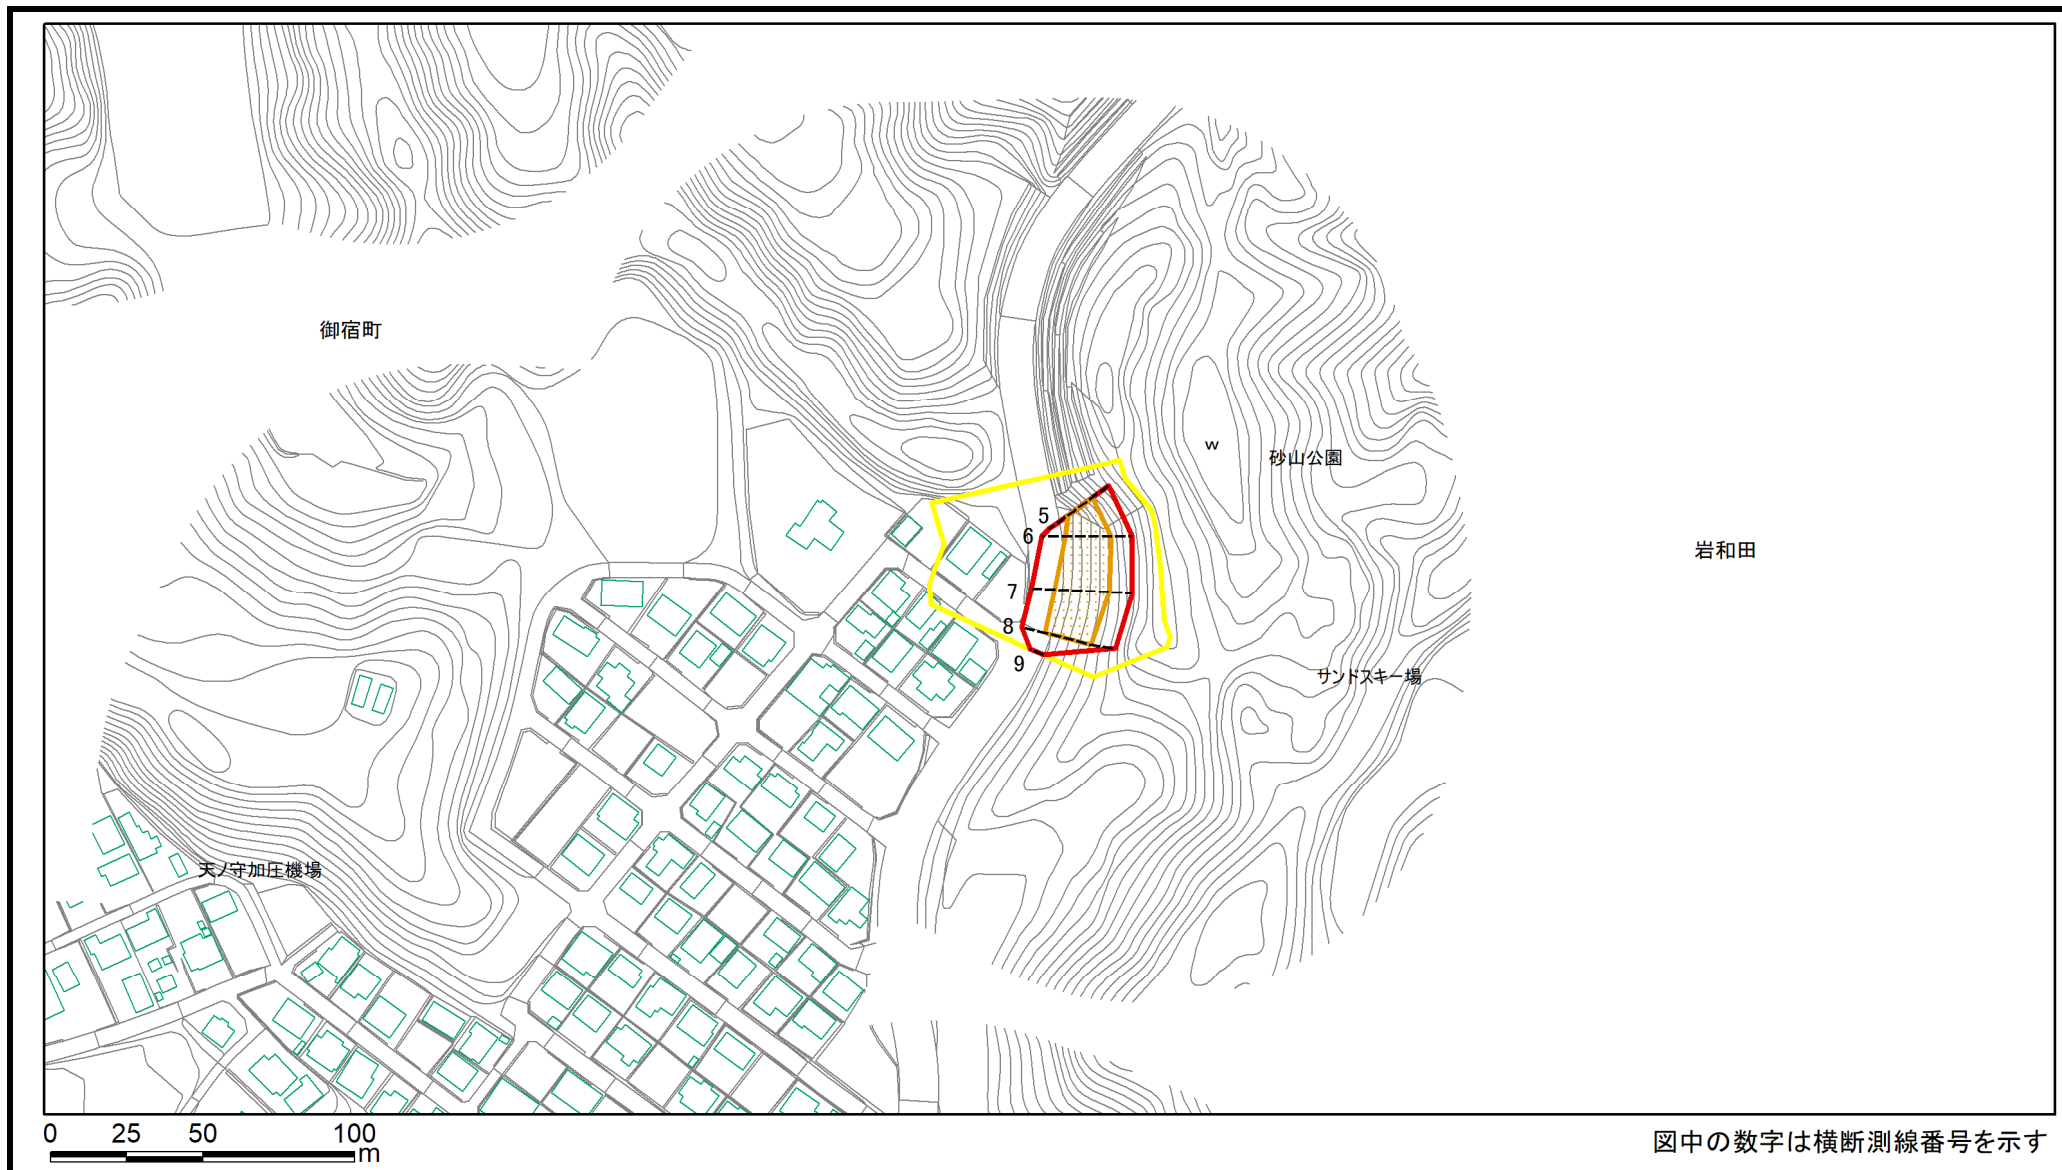 御宿町
w
砂山公園
5
6
岩和田
7
8
9
サンドスキー場
天ノ守加圧機場
0 25 50 100
m
図中の数字は横断測線番号を示す